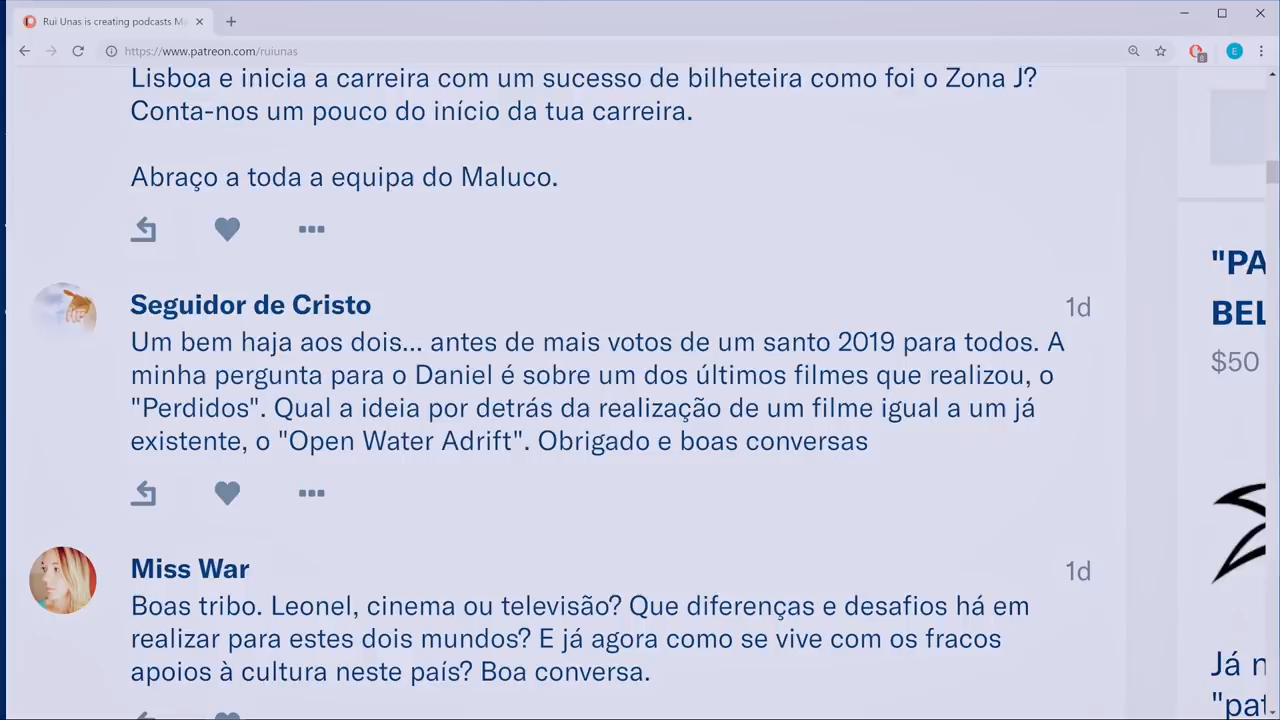 Rui Unas is creating podcasts Ma
https://www.patreon.com/ruiunas
E
Lisboa e inicia a carreira com um sucesso de bilheteira como foi o Zona J?
Conta-nos um pouco do início da tua carreira.
Abraço a toda a equipa do Maluco.
Seguidor de Cristo
1d
Um bem haja aos dois... antes de mais votos de um santo 2019 para todos. A
minha pergunta para o Daniel é sobre um dos últimos filmes que realizou, o
"Perdidos". Qual a ideia por detrás da realização de um filme igual a um já
existente, o "Open Water Adrift". Obrigado e boas conversas
Miss War
1d
Boas tribo. Leonel, cinema ou televisão? Que diferenças e desafios há em
realizar para estes dois mundos? E já agora como se vive com os fracos
apoios à cultura neste país? Boa conversa.
"PA
BEL
$50
Já n
"pat